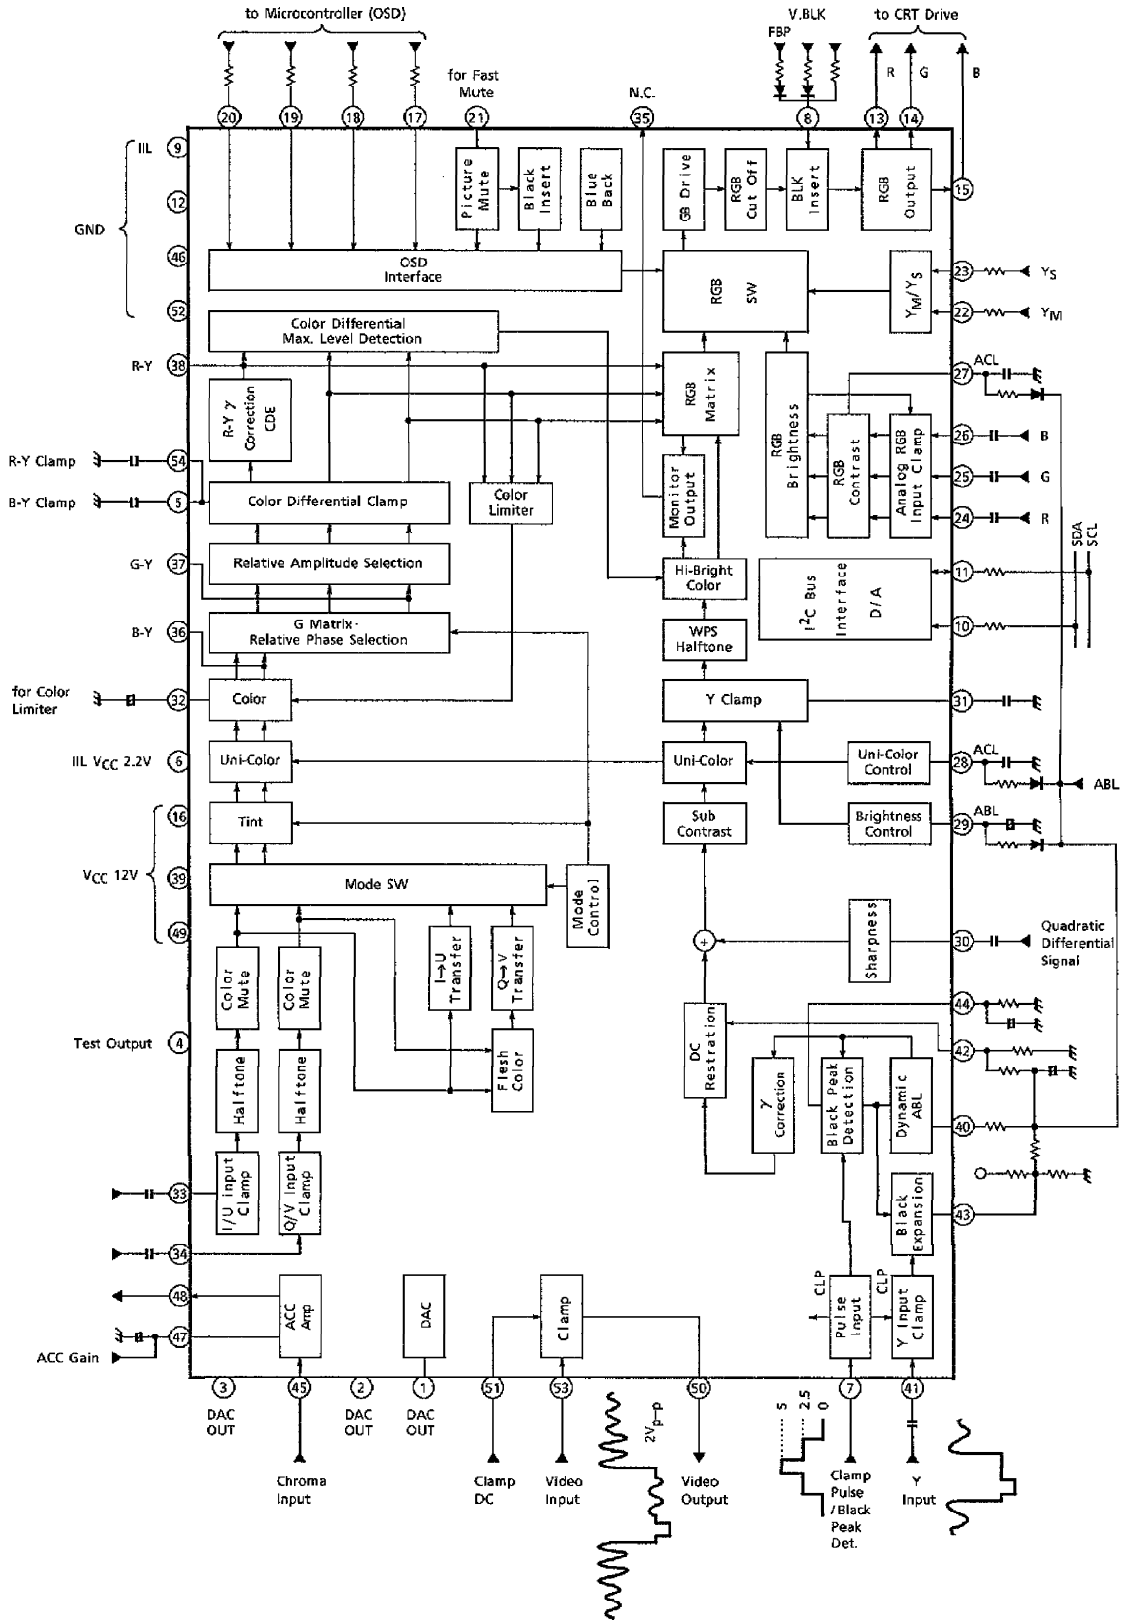 to Microcontroller (OSD)
V.BLK
to CRT Drive
FBP
for Fast
Mute
N.C.
R
G
B
20
19
18
17
21
35
8
13
14
IIL
9
12
GND
46
52
Picture
Mute
Black
Insert
Blue
Back
GB Drive
RGB
Cut Off
BLK
Insert
RGB
Output
15
OSD
Interface
RGB
SW
YM/YS
23
YS
22
YM
Color Differential
Max. Level Detection
R-Y
38
R-Y γ
Correction
CDE
RGB
Matrix
RGB
Brightness
RGB
Contrast
Analog RGB
Input Clamp
27
ACL
26
B
25
G
24
R
R-Y Clamp
54
B-Y Clamp
5
Color Differential Clamp
Color
Limiter
Monitor
Output
SDA
SCL
G-Y
37
Relative Amplitude Selection
Hi-Bright
Color
I²C Bus
Interface
D/A
11
10
B-Y
36
G Matrix·
Relative Phase Selection
WPS
Halftone
for Color
Limiter
32
Color
Y Clamp
31
IIL VCC 2.2V
6
Uni-Color
Uni-Color
Uni-Color
Control
28
ACL
ABL
16
Tint
Sub
Contrast
Brightness
Control
29
ABL
VCC 12V
39
Mode SW
Mode
Control
49
Color
Mute
Color
Mute
I→U
Transfer
Q→V
Transfer
+
Sharpness
30
Quadratic
Differential
Signal
44
Test Output
4
Halftone
Halftone
Flesh
Color
DC
Restration
42
γ
Correction
Black Peak
Detection
Dynamic
ABL
40
33
I/U input
Clamp
Q/V Input
Clamp
Black
Expansion
43
34
48
ACC
Amp
DAC
Clamp
CLP
Pulse
Input
CLP
Y Input
Clamp
47
ACC Gain
3
45
2
1
51
53
50
7
41
DAC
OUT
DAC
OUT
DAC
OUT
2Vp-p
5
2.5
0
Chroma
Input
Clamp
DC
Video
Input
Video
Output
Clamp
Pulse
/Black
Peak
Det.
Y
Input